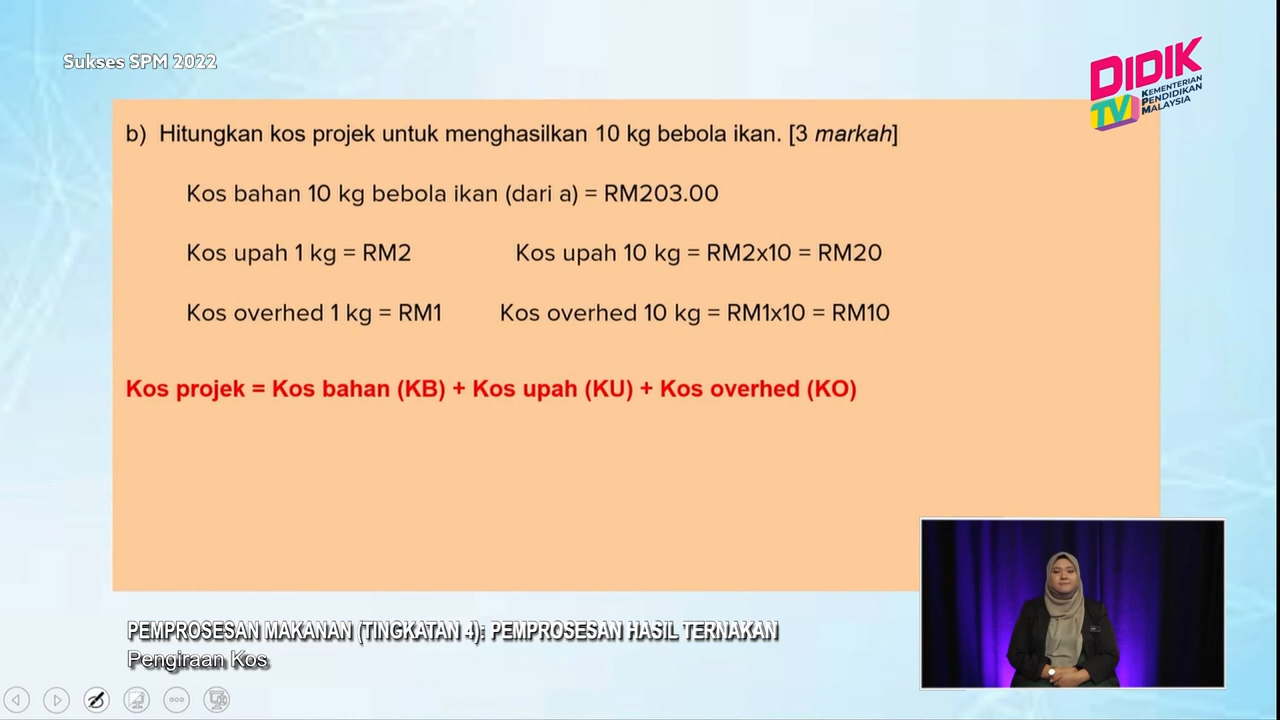 Sukses SPM 2022
DIDIK
TV
KEMENTERIAN
PENDIDIKAN
MALAYSIA
b) Hitungkan kos projek untuk menghasilkan 10 kg bebola ikan. [3 markah]
Kos bahan 10 kg bebola ikan (dari a) = RM203.00
Kos upah 1 kg = RM2 Kos upah 10 kg = RM2x10 = RM20
Kos overhed 1 kg = RM1 Kos overhed 10 kg = RM1x10 = RM10
Kos projek = Kos bahan (KB) + Kos upah (KU) + Kos overhed (KO)
PEMPROSESAN MAKANAN (TINGKATAN 4): PEMPROSESAN HASIL TERNAKAN
Pengiraan Kos